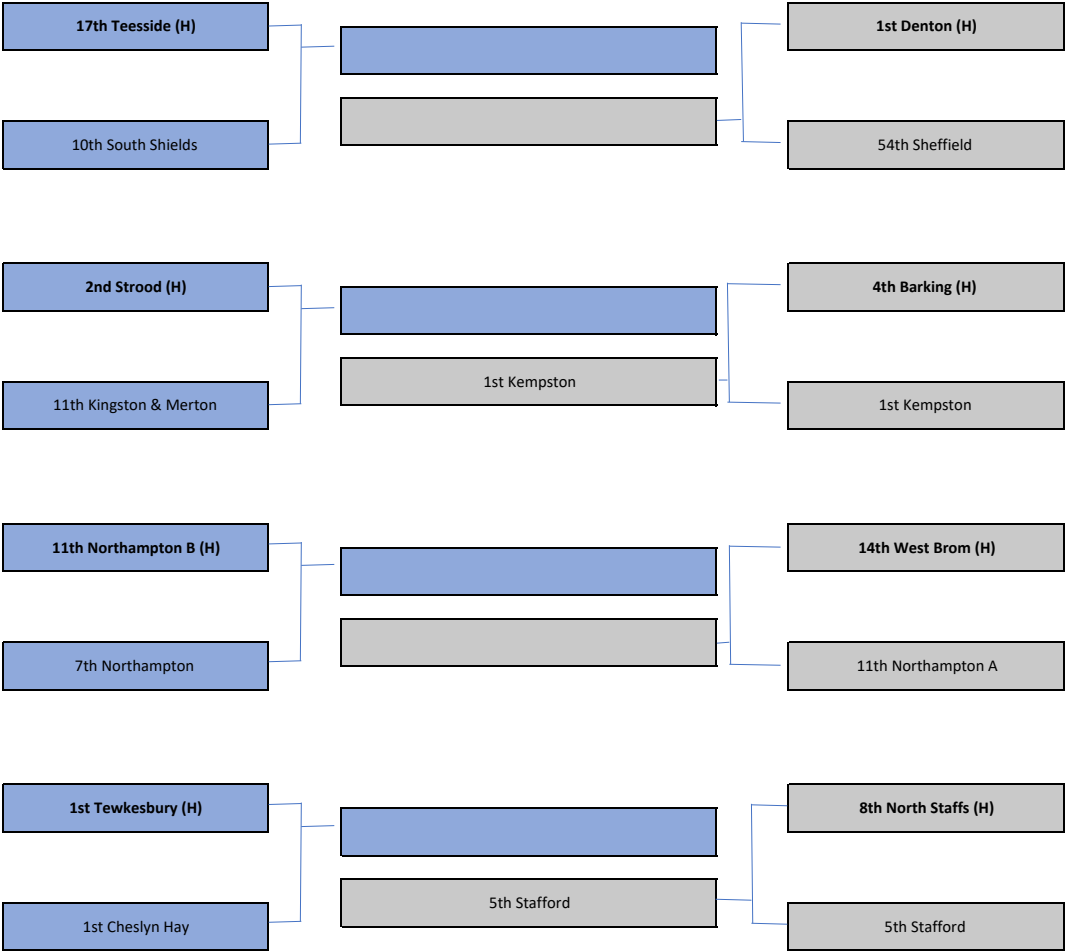 17th Teesside (H)
1st Denton (H)
10th South Shields
54th Sheffield
2nd Strood (H)
4th Barking (H)
1st Kempston
11th Kingston & Merton
1st Kempston
11th Northampton B (H)
14th West Brom (H)
7th Northampton
11th Northampton A
1st Tewkesbury (H)
8th North Staffs (H)
5th Stafford
1st Cheslyn Hay
5th Stafford